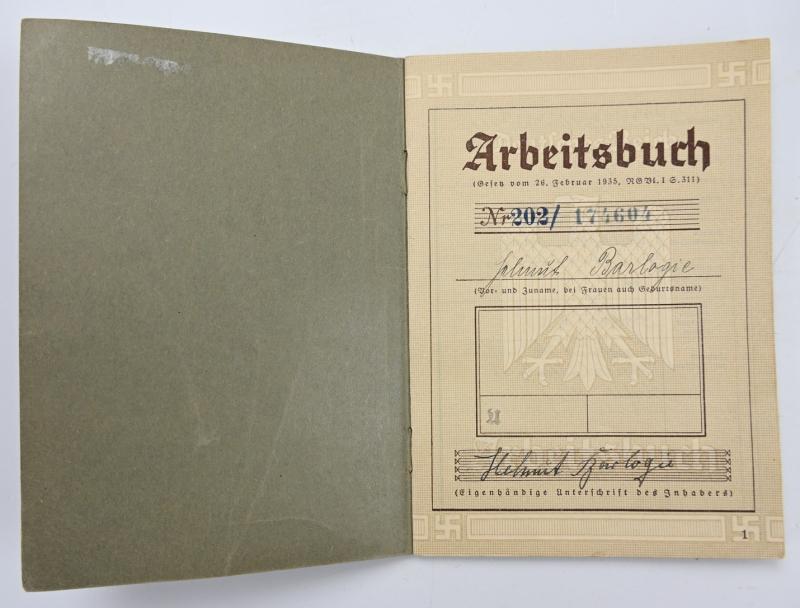 Arbeitsbuch
(Gesetz vom 26. Februar 1935, RGBl. I S. 311)
Nr 202/ 174604
Helmut Barlogie
(Vor- und Zuname, bei Frauen auch Geburtsname)
U
Helmut Barlogie
(Eigenhändige Unterschrift des Inhabers)
1